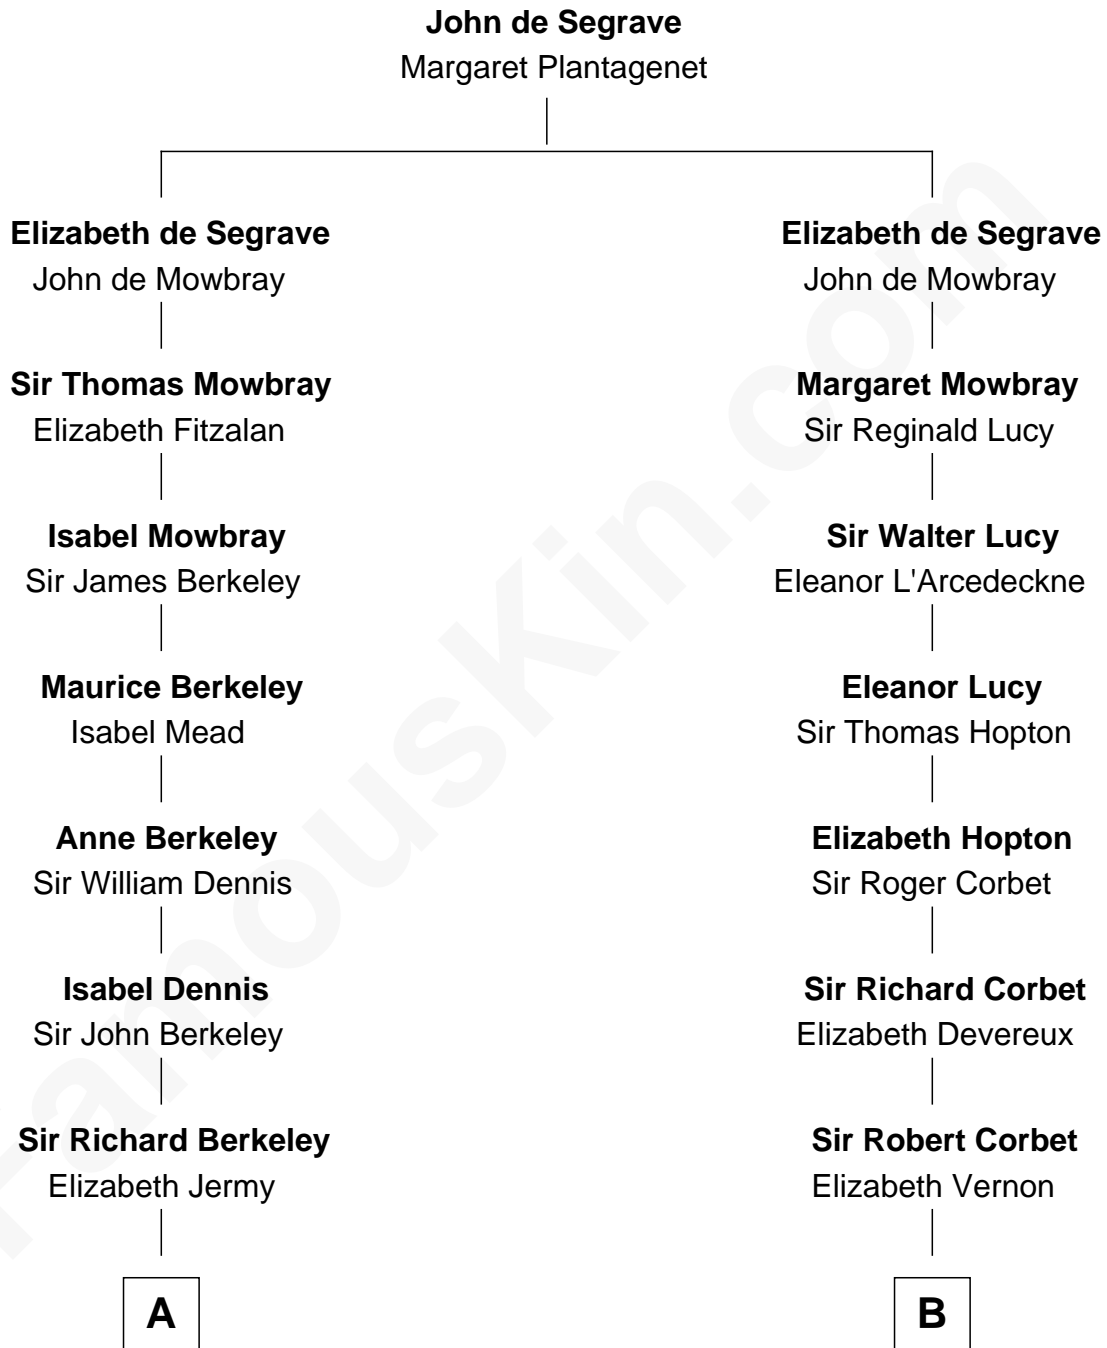 John de Segrave
Margaret Plantagenet
Elizabeth de Segrave
John de Mowbray
Sir Thomas Mowbray
Elizabeth Fitzalan
Isabel Mowbray
Sir James Berkeley
Maurice Berkeley
Isabel Mead
Anne Berkeley
Sir William Dennis
Isabel Dennis
Sir John Berkeley
Sir Richard Berkeley
Elizabeth Jermy
A
Elizabeth de Segrave
John de Mowbray
Margaret Mowbray
Sir Reginald Lucy
Sir Walter Lucy
Eleanor L'Arcedeckne
Eleanor Lucy
Sir Thomas Hopton
Elizabeth Hopton
Sir Roger Corbet
Sir Richard Corbet
Elizabeth Devereux
Sir Robert Corbet
Elizabeth Vernon
B
FamousKin.com